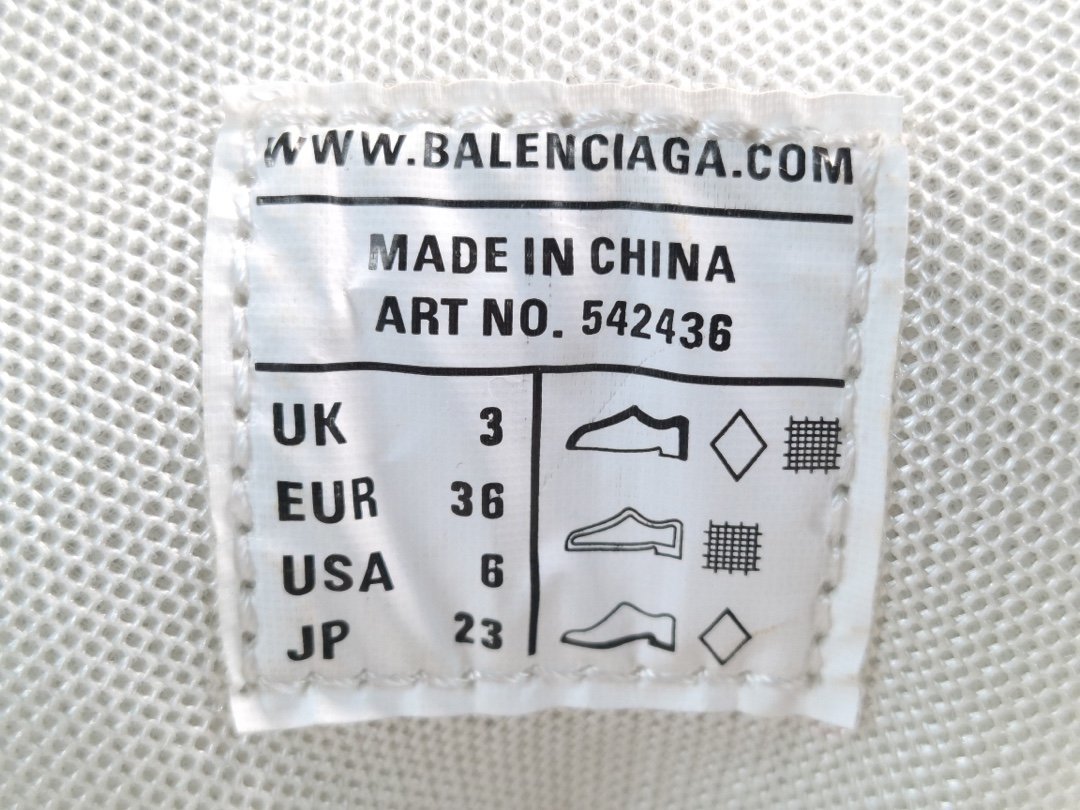 WWW.BALENCIAGA.COM
MADE IN CHINA
ART NO. 542436
UK 3
EUR 36
USA 6
JP 23